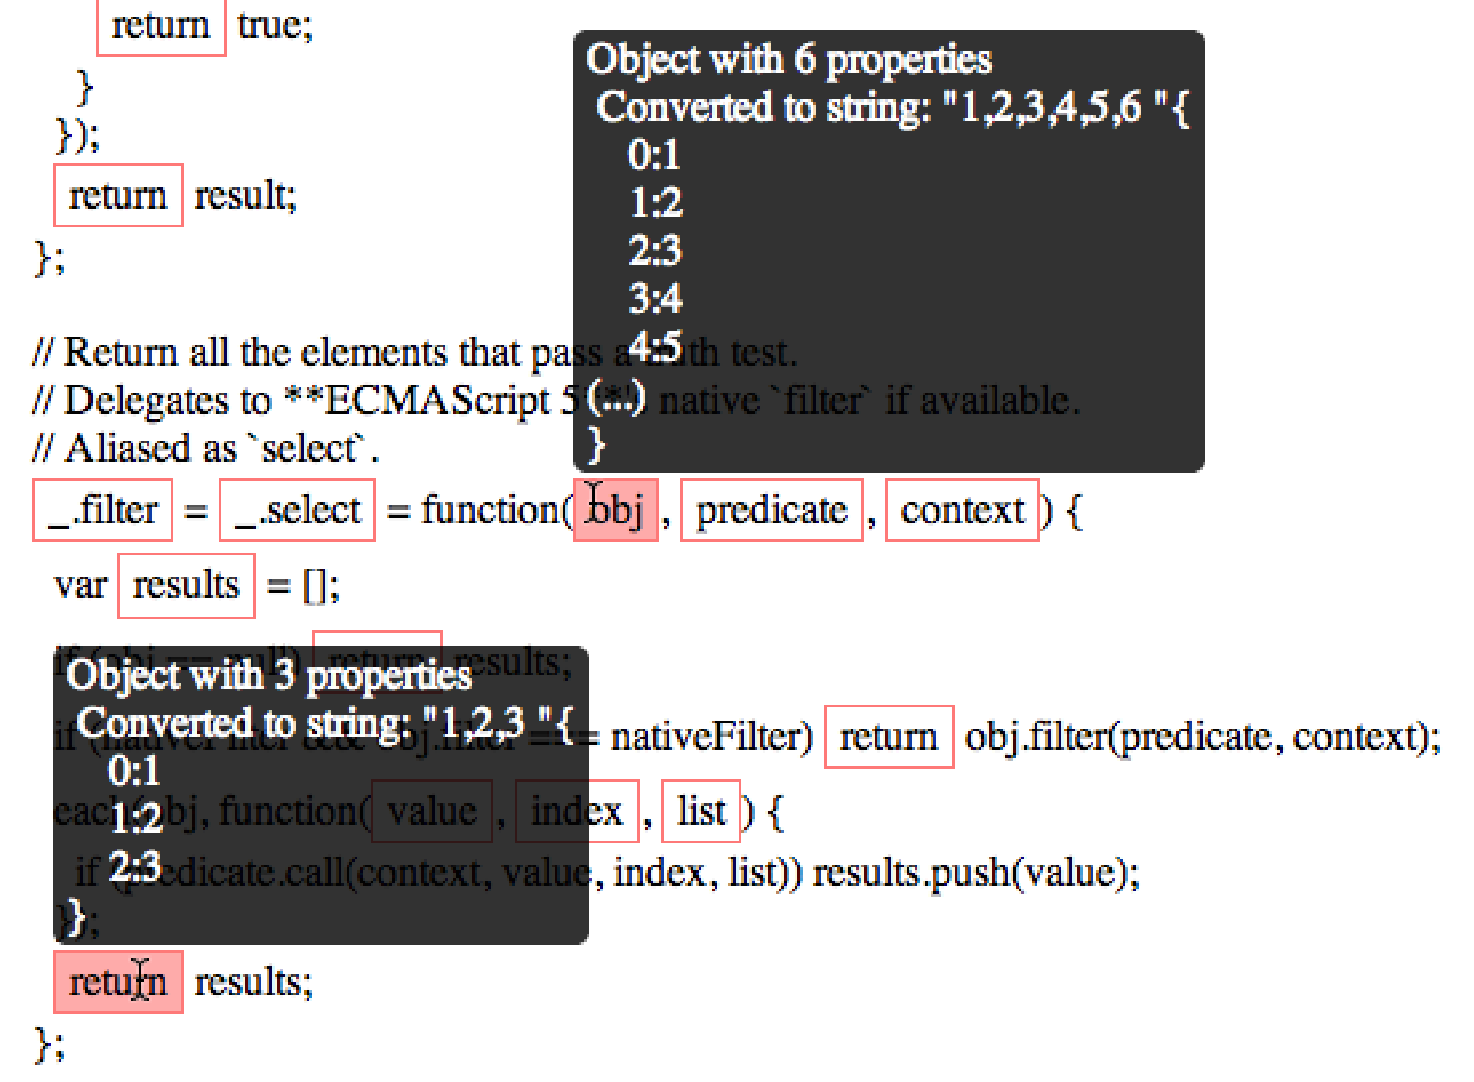 return true;
}
});
return result;
};
Object with 6 properties
Converted to string: "1,2,3,4,5,6 "{
0:1
1:2
2:3
3:4
4:5
(...)
}
// Return all the elements that pass a truth test.
// Delegates to **ECMAScript 5**'s native `filter` if available.
// Aliased as `select`.
_.filter = _.select = function( obj , predicate , context ) {
var results = [];
if (obj == null) return results;
Object with 3 properties
Converted to string: "1,2,3 "{
0:1
1:2
2:3
}
if (nativeFilter && obj.filter === nativeFilter) return obj.filter(predicate, context);
each(obj, function( value , index , list ) {
if (predicate.call(context, value, index, list)) results.push(value);
});
return results;
};